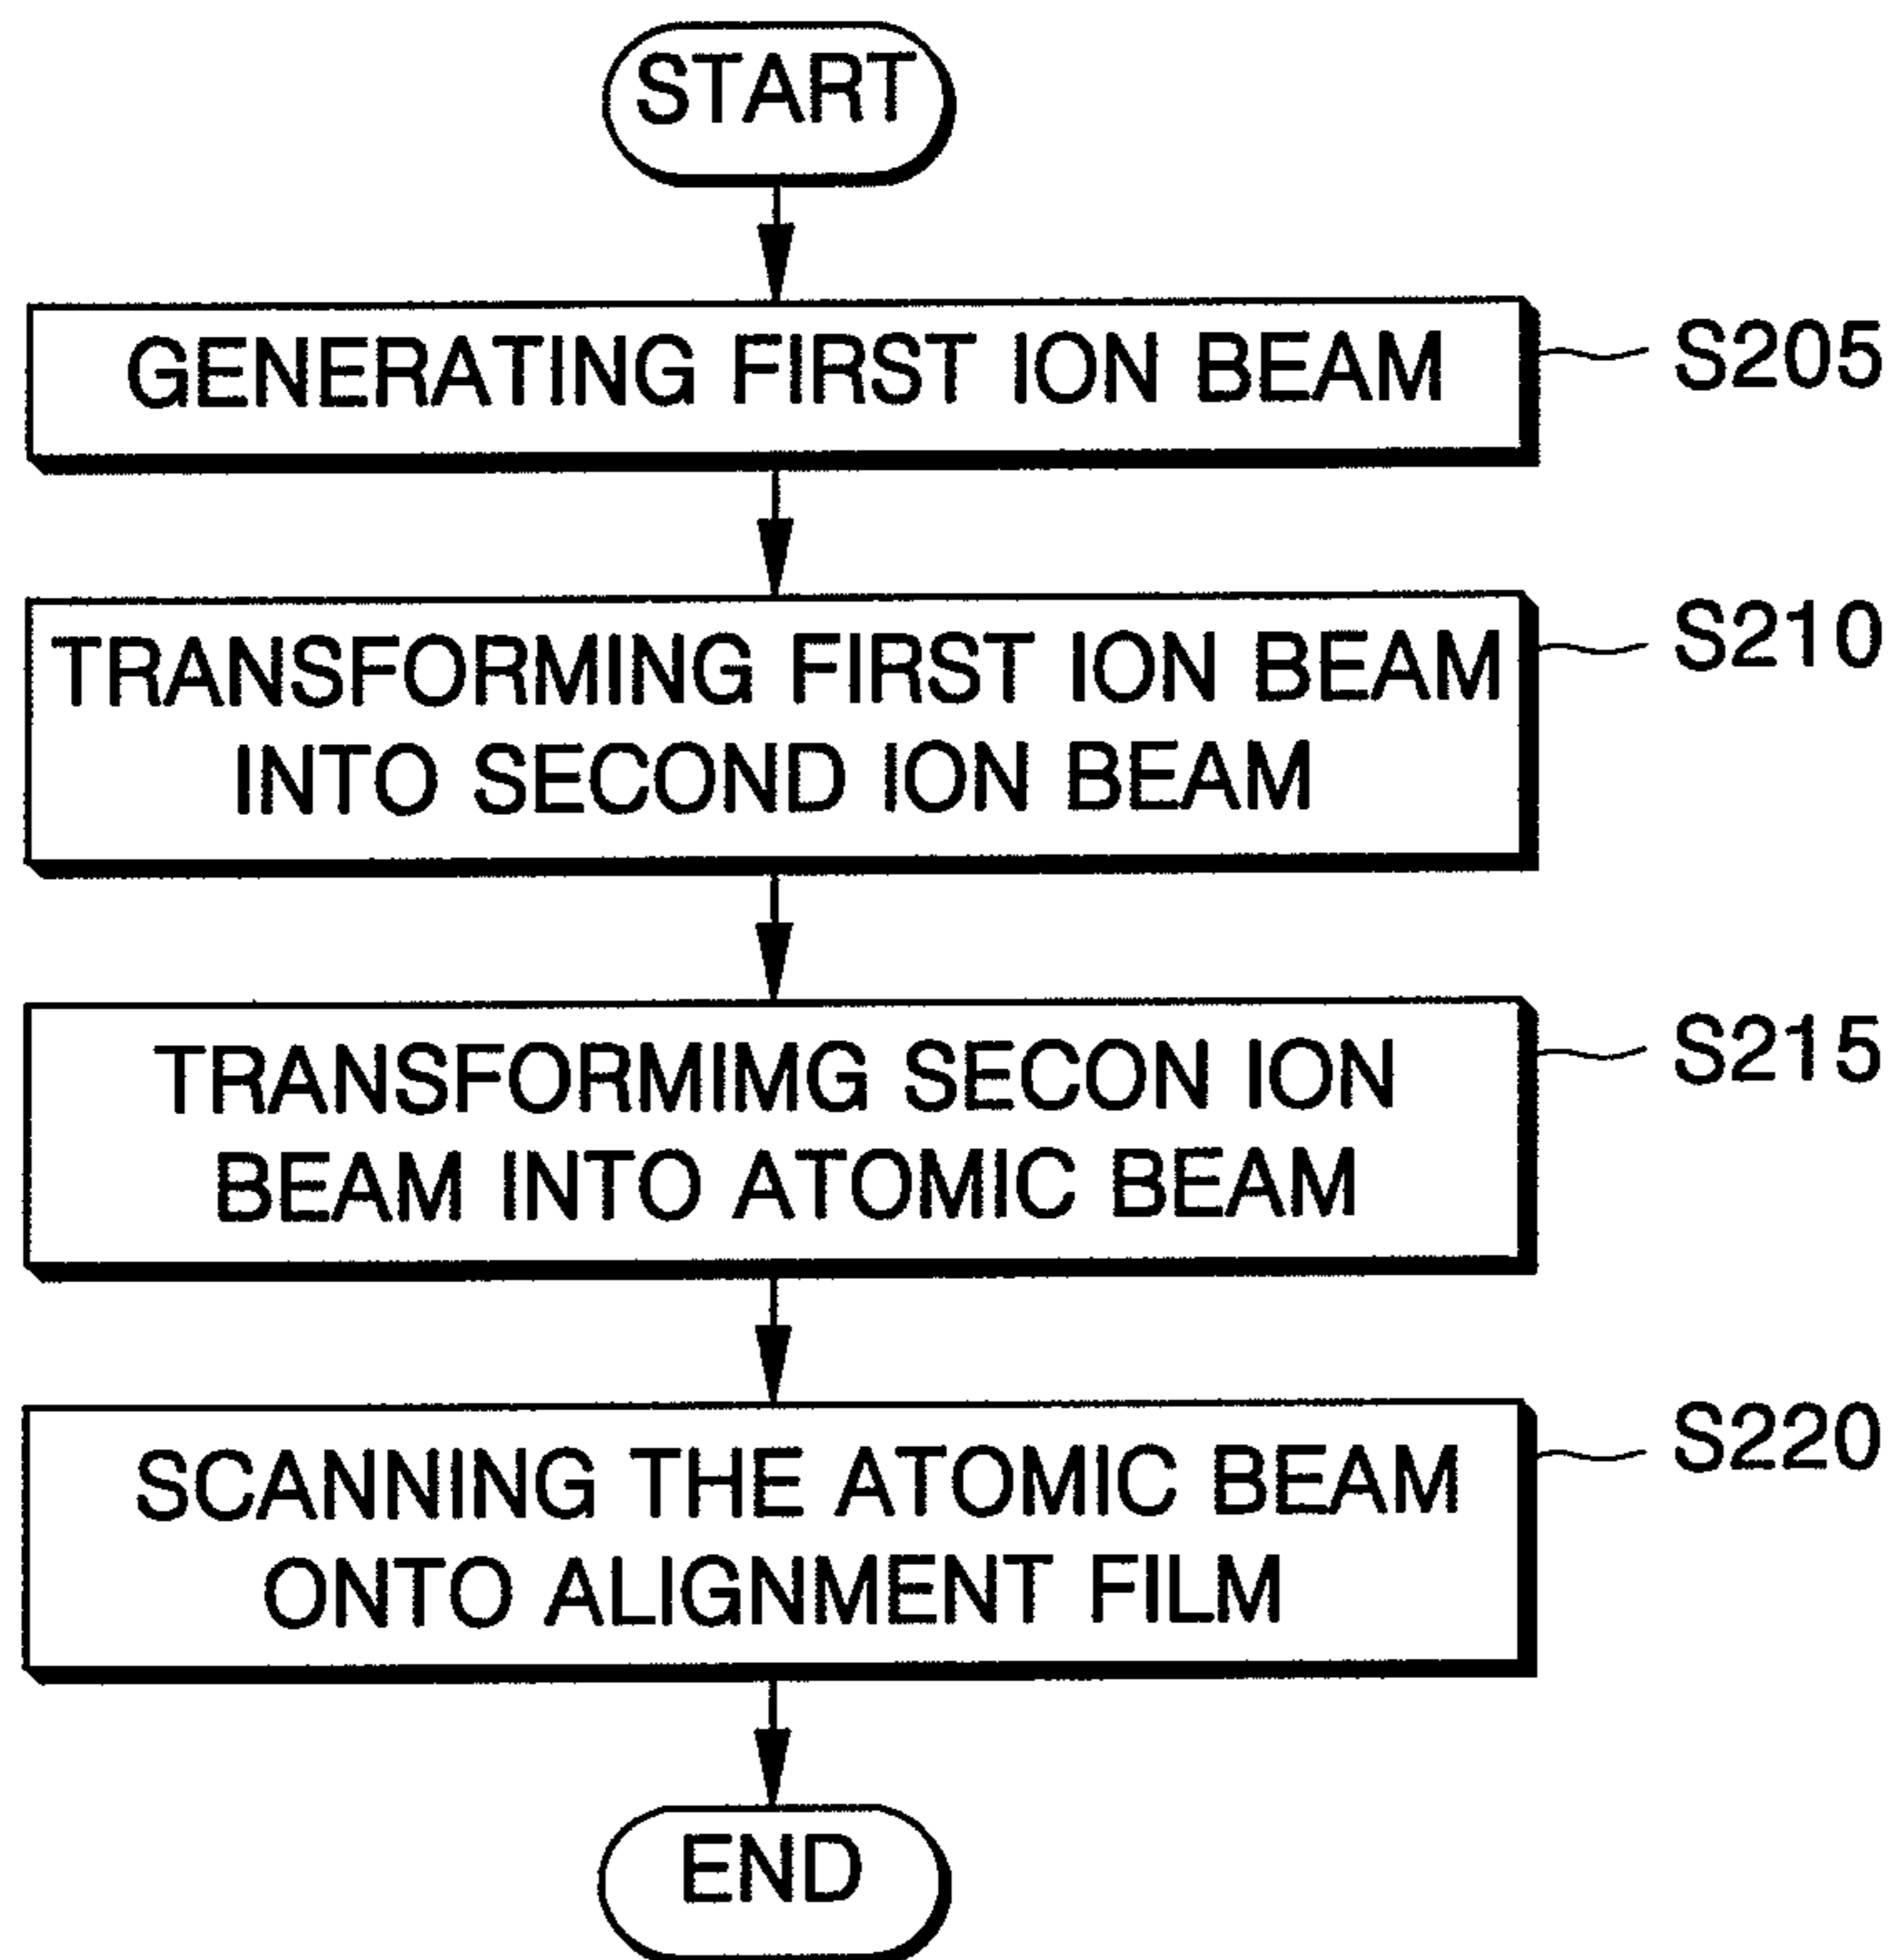 START
GENERATING FIRST ION BEAM
S205
TRANSFORMING FIRST ION BEAM
INTO SECOND ION BEAM
S210
TRANSFORMIMG SECON ION
BEAM INTO ATOMIC BEAM
S215
SCANNING THE ATOMIC BEAM
ONTO ALIGNMENT FILM
S220
END